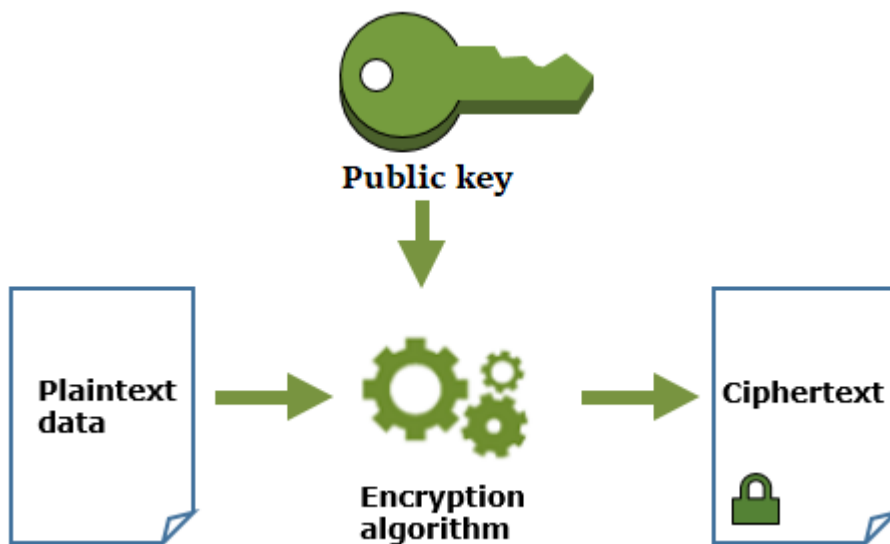 Public key
Plaintext
data
Encryption
algorithm
Ciphertext